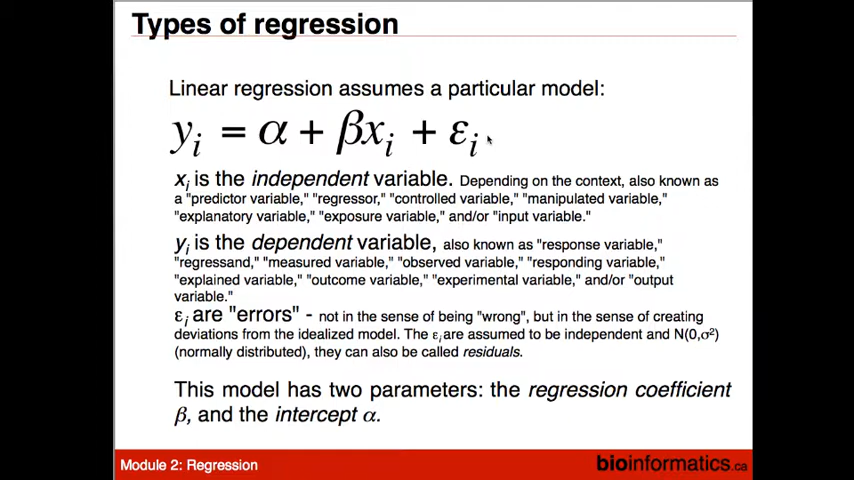 Types of regression
Linear regression assumes a particular model:
yᵢ = α + βxᵢ + εᵢ
xᵢ is the independent variable. Depending on the context, also known as
a "predictor variable," "regressor," "controlled variable," "manipulated variable,"
"explanatory variable," "exposure variable," and/or "input variable."
yᵢ is the dependent variable, also known as "response variable,"
"regressand," "measured variable," "observed variable," "responding variable,"
"explained variable," "outcome variable," "experimental variable," and/or "output
variable."
εᵢ are "errors" - not in the sense of being "wrong", but in the sense of creating
deviations from the idealized model. The εᵢ are assumed to be independent and N(0,σ²)
(normally distributed), they can also be called residuals.
This model has two parameters: the regression coefficient
β, and the intercept α.
Module 2: Regression
bioinformatics.ca